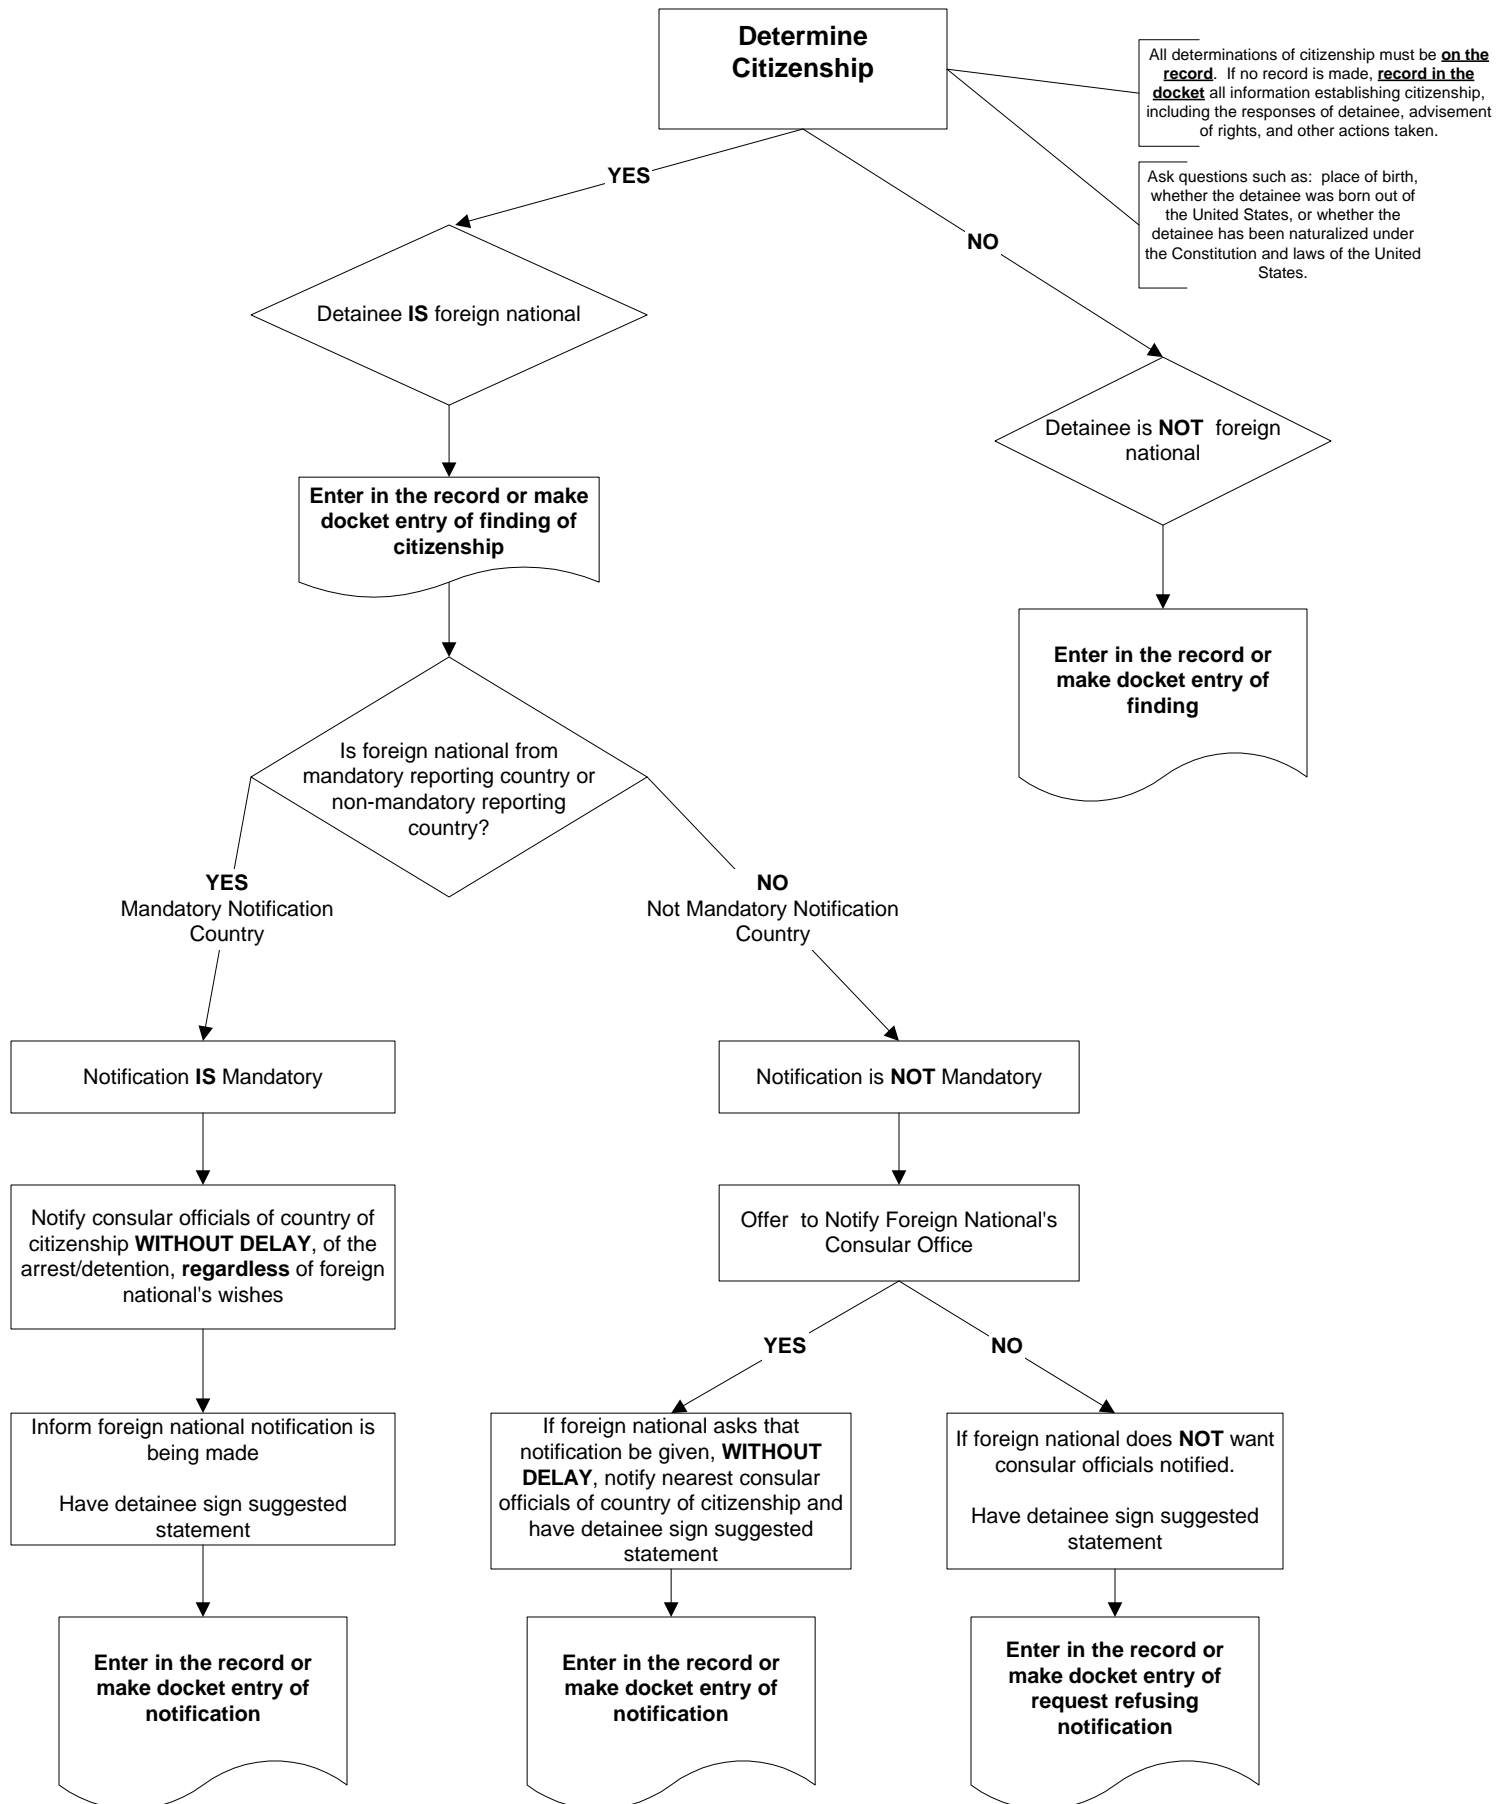 Determine
Citizenship
All determinations of citizenship must be on the
record.  If no record is made, record in the
docket all information establishing citizenship,
including the responses of detainee, advisement
of rights, and other actions taken.
Ask questions such as:  place of birth,
whether the detainee was born out of
the United States, or whether the
detainee has been naturalized under
the Constitution and laws of the United
States.
YES
NO
Detainee IS foreign national
Detainee is NOT  foreign
national
Enter in the record or make
docket entry of finding of
citizenship
Enter in the record or
make docket entry of
finding
Is foreign national from
mandatory reporting country or
non-mandatory reporting
country?
YES
Mandatory Notification
Country
NO
Not Mandatory Notification
Country
Notification IS Mandatory
Notification is NOT Mandatory
Notify consular officials of country of
citizenship WITHOUT DELAY, of the
arrest/detention, regardless of foreign
national's wishes
Offer  to Notify Foreign National's
Consular Office
YES
NO
Inform foreign national notification is
being made
Have detainee sign suggested
statement
If foreign national asks that
notification be given, WITHOUT
DELAY, notify nearest consular
officials of country of citizenship and
have detainee sign suggested
statement
If foreign national does NOT want
consular officials notified.
Have detainee sign suggested
statement
Enter in the record or
make docket entry of
notification
Enter in the record or
make docket entry of
notification
Enter in the record or
make docket entry of
request refusing
notification